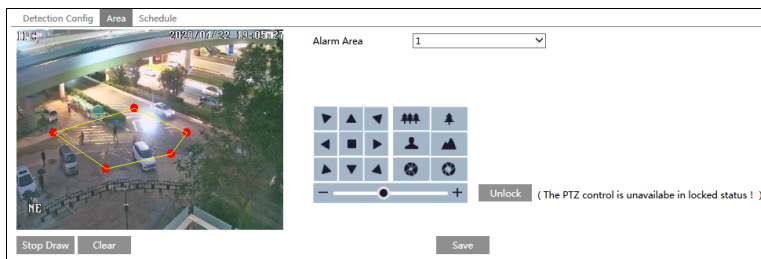 Detection Config Area Schedule
IPC 2020/04/22 19:05:27
Alarm Area 1
NE
Unlock ( The PTZ control is unavailabe in locked status ! )
Stop Draw Clear Save